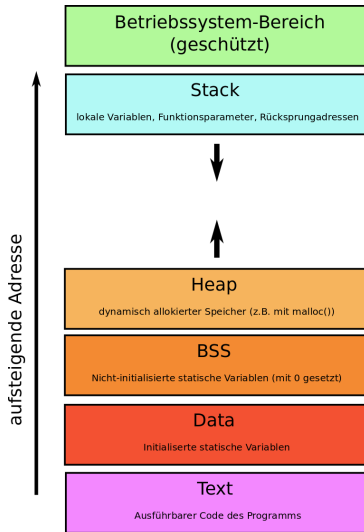 Betriebssystem-Bereich
(geschützt)
Stack
lokale Variablen, Funktionsparameter, Rücksprungadressen
aufsteigende Adresse
Heap
dynamisch allokierter Speicher (z.B. mit malloc())
BSS
Nicht-initialisierte statische Variablen (mit 0 gesetzt)
Data
Initialiserte statische Variablen
Text
Ausführbarer Code des Programms